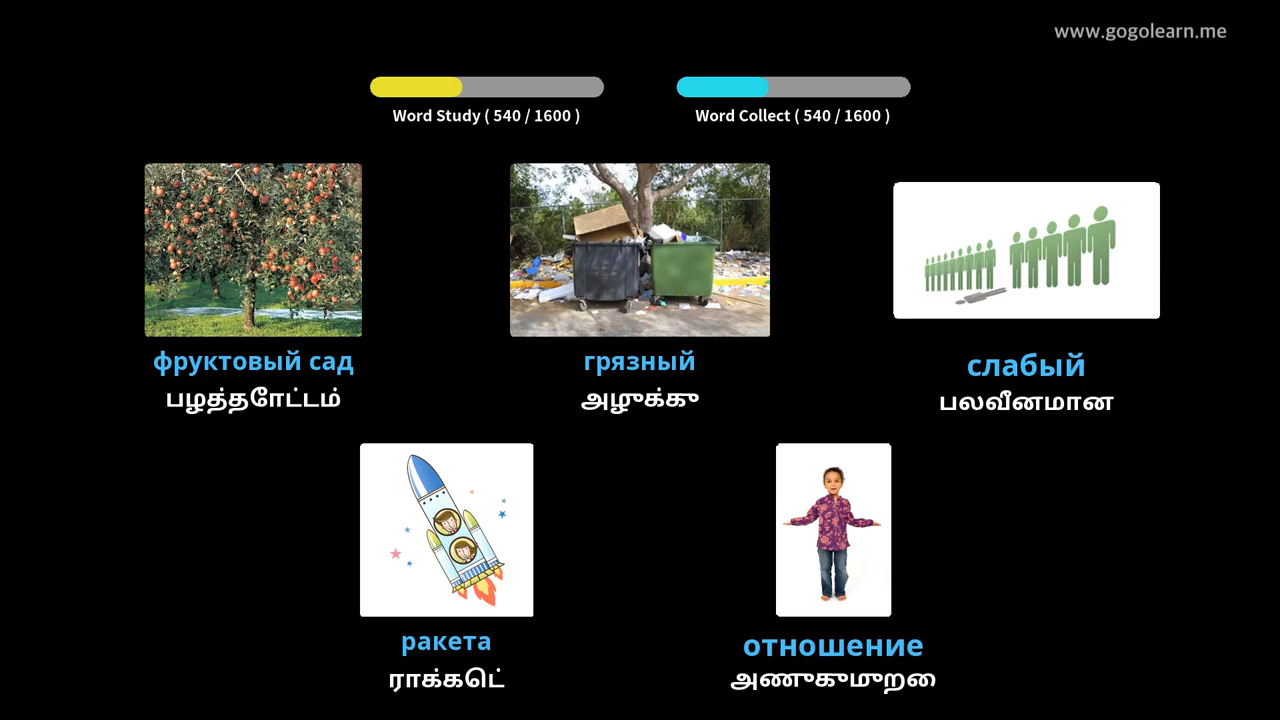 www.gogolearn.me
Word Study ( 540 / 1600 )
Word Collect ( 540 / 1600 )
фруктовый сад
பழத்தோட்டம்
грязный
அழுக்கு
слабый
பலவீனமான
ракета
ராக்கெட்
отношение
அணுகுமுறை